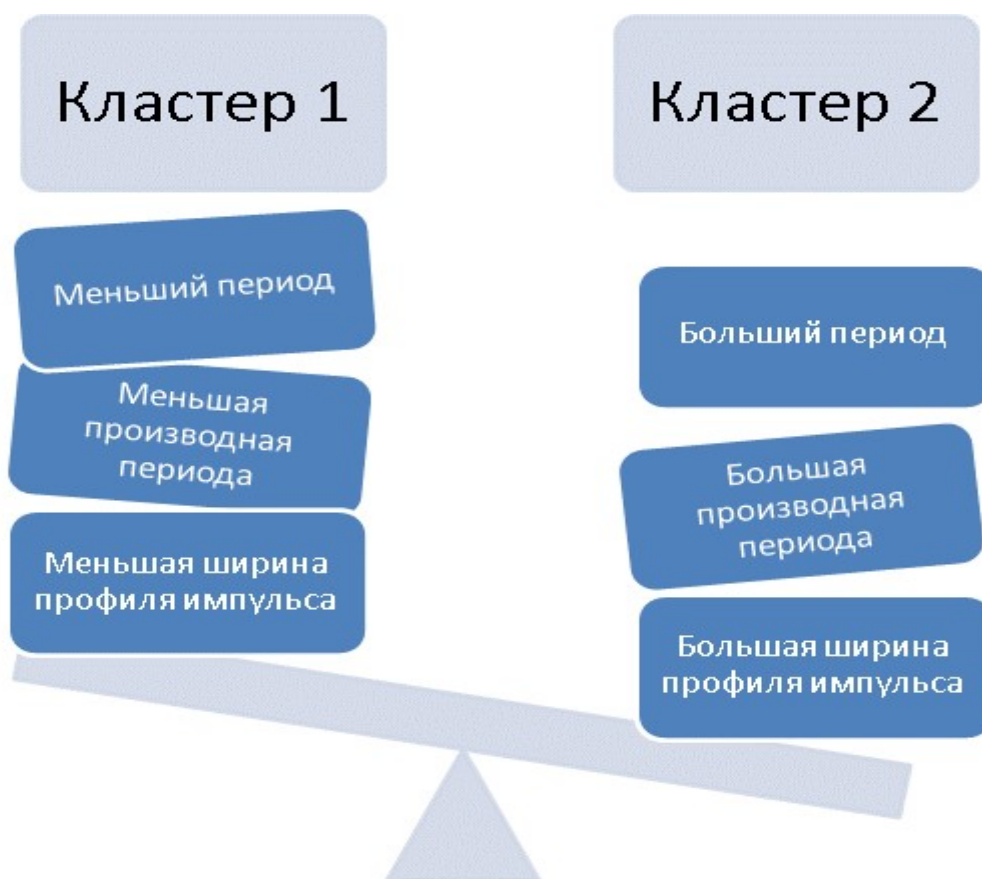 Кластер 1
Кластер 2
Меньший период
Меньшая
производная
периода
Меньшая ширина
профиля импульса
Больший период
Большая
производная
периода
Большая ширина
профиля импульса